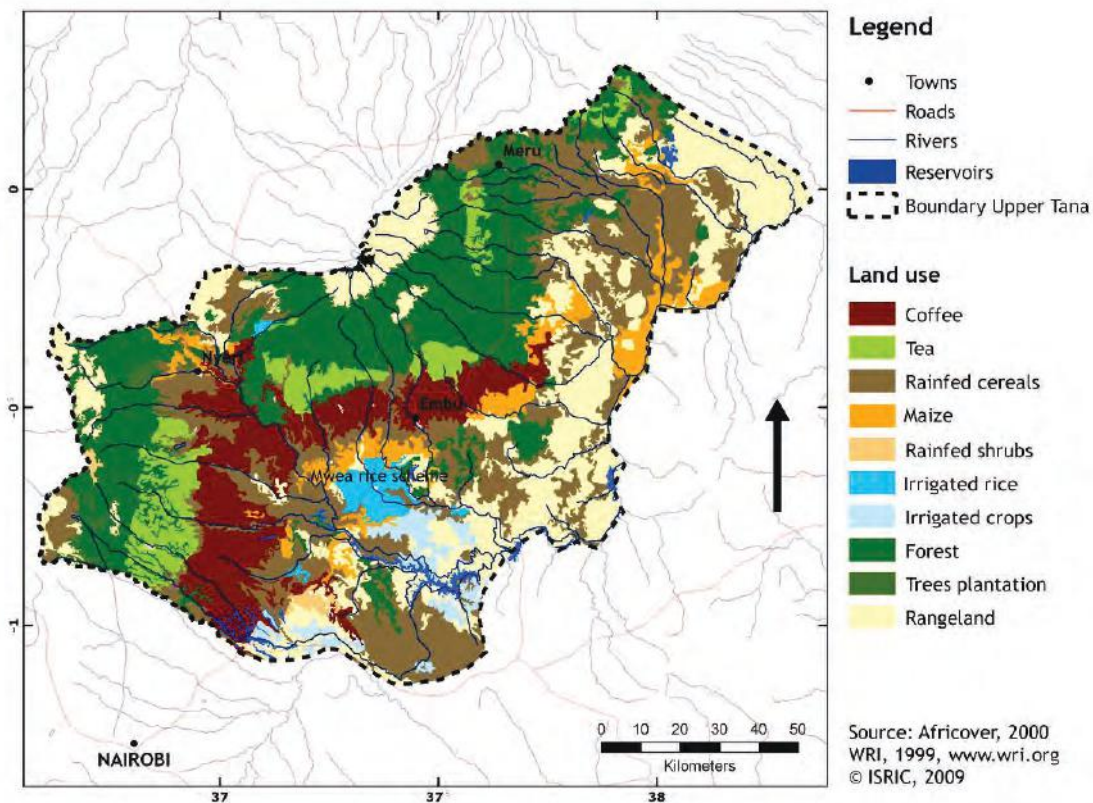 Legend
Towns
Roads
Rivers
Reservoirs
Boundary Upper Tana
Land use
Coffee
Tea
Rainfed cereals
Maize
Rainfed shrubs
Irrigated rice
Irrigated crops
Forest
Trees plantation
Rangeland
Source: Africover, 2000
WRI, 1999, www.wri.org
© ISRIC, 2009
Meru
Nyeri
Embu
Mwea rice scheme
NAIROBI
0
-1
37
37
38
0 10 20 30 40 50
Kilometers